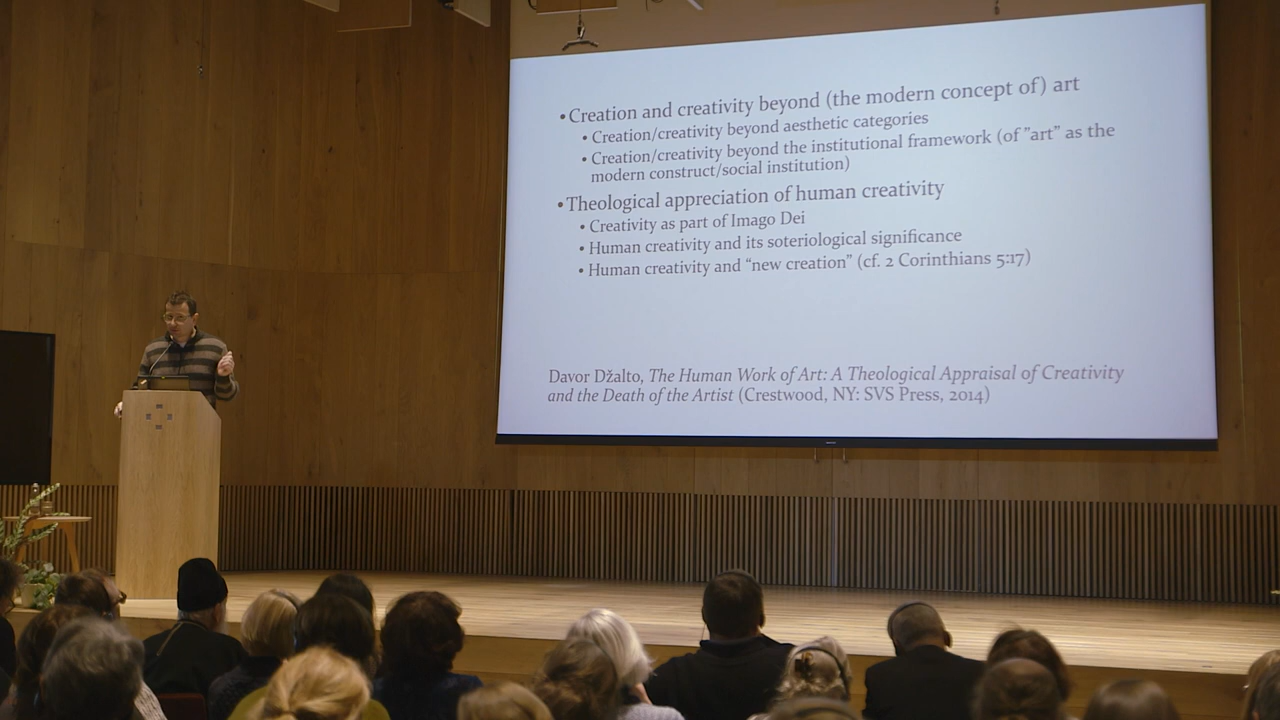 • Creation and creativity beyond (the modern concept of) art
• Creation/creativity beyond aesthetic categories
• Creation/creativity beyond the institutional framework (of ”art” as the
modern construct/social institution)
• Theological appreciation of human creativity
• Creativity as part of Imago Dei
• Human creativity and its soteriological significance
• Human creativity and “new creation” (cf. 2 Corinthians 5:17)
Davor Džalto, The Human Work of Art: A Theological Appraisal of Creativity
and the Death of the Artist (Crestwood, NY: SVS Press, 2014)